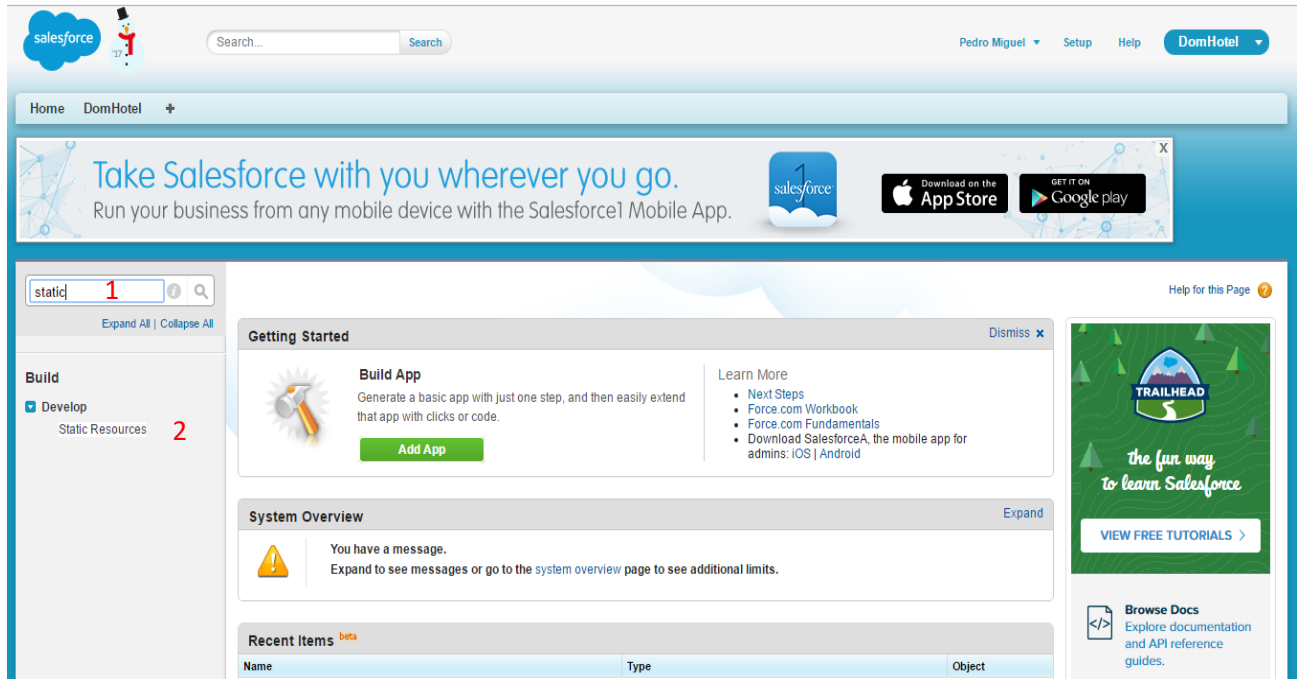 salesforce
'17
Search...
Search
Pedro Miguel
Setup
Help
DomHotel
Home
DomHotel
+
Take Salesforce with you wherever you go.
Run your business from any mobile device with the Salesforce1 Mobile App.
1
salesforce
Download on the
App Store
GET IT ON
Google play
X
static
1
i
Expand All | Collapse All
Build
Develop
Static Resources
2
Help for this Page
?
Getting Started
Dismiss x
Build App
Generate a basic app with just one step, and then easily extend
that app with clicks or code.
Add App
Learn More
• Next Steps
• Force.com Workbook
• Force.com Fundamentals
• Download SalesforceA, the mobile app for
admins: iOS | Android
System Overview
Expand
You have a message.
Expand to see messages or go to the system overview page to see additional limits.
Recent Items beta
Name
Type
Object
TRAILHEAD
the fun way
to learn Salesforce
VIEW FREE TUTORIALS >
</>
Browse Docs
Explore documentation
and API reference
guides.